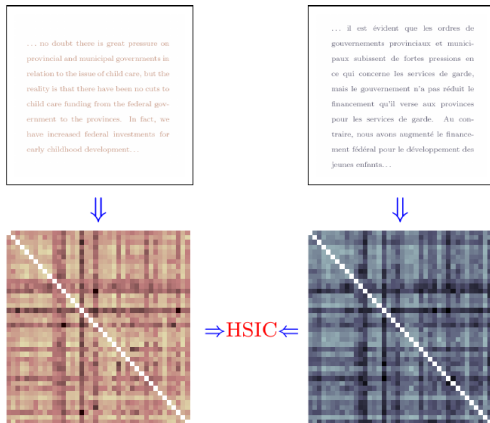 ... no doubt there is great pressure on
provincial and municipal governments in
relation to the issue of child care, but the
reality is that there have been no cuts to
child care funding from the federal gov-
ernment to the provinces. In fact, we
have increased federal investments for
early childhood development...
... il est évident que les ordres de
gouvernements provinciaux et munici-
paux subissent de fortes pressions en
ce qui concerne les services de garde,
mais le gouvernement n'a pas réduit le
financement qu'il verse aux provinces
pour les services de garde. Au con-
traire, nous avons augmenté le finance-
ment fédéral pour le développement des
jeunes enfants...
⇒HSIC⇐